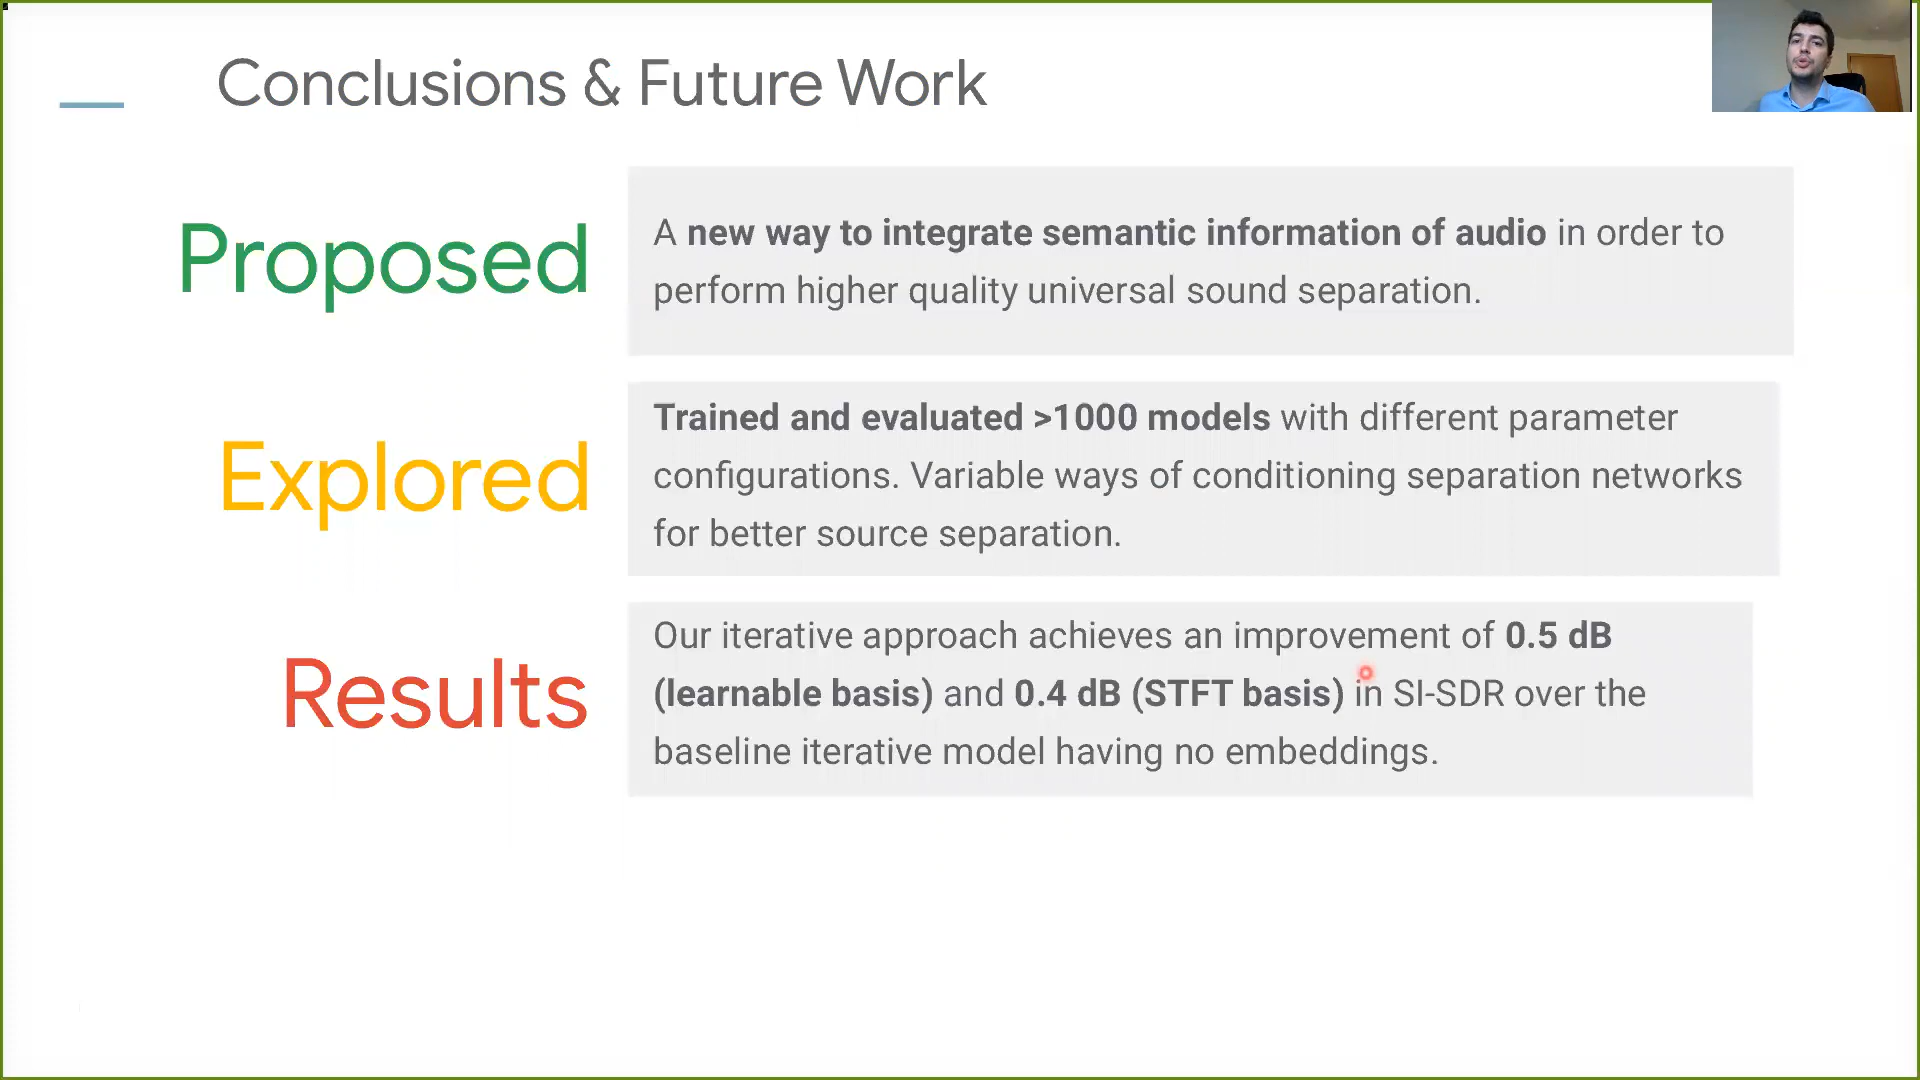 Conclusions & Future Work
Proposed
A new way to integrate semantic information of audio in order to
perform higher quality universal sound separation.
Explored
Trained and evaluated >1000 models with different parameter
configurations. Variable ways of conditioning separation networks
for better source separation.
Results
Our iterative approach achieves an improvement of 0.5 dB
(learnable basis) and 0.4 dB (STFT basis) in SI-SDR over the
baseline iterative model having no embeddings.